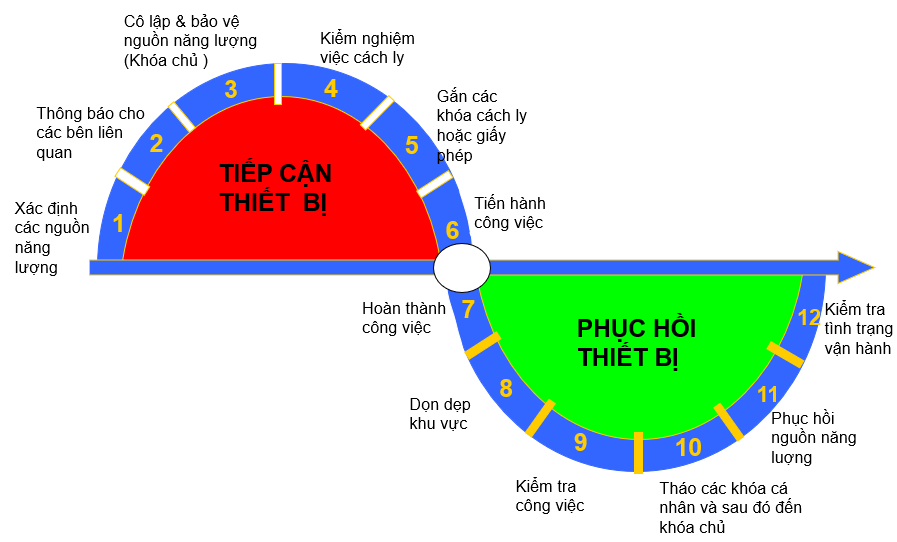 Cô lập & bảo vệ
nguồn năng lượng
(Khóa chủ )
3
Kiểm nghiệm
việc cách ly
4
Thông báo cho
các bên liên
quan
2
Gắn các
khóa cách ly
hoặc giấy
phép
5
TIẾP CẬN
THIẾT BỊ
Xác định
các nguồn
năng
lượng
1
Tiến hành
công việc
6
Hoàn thành
công việc
7
PHỤC HỒI
THIẾT BỊ
12
Kiểm tra
tình trạng
vận hành
Dọn dẹp
khu vực
8
11
Phục hồi
nguồn năng
lượng
9
Kiểm tra
công việc
10
Tháo các khóa cá
nhân và sau đó đến
khóa chủ